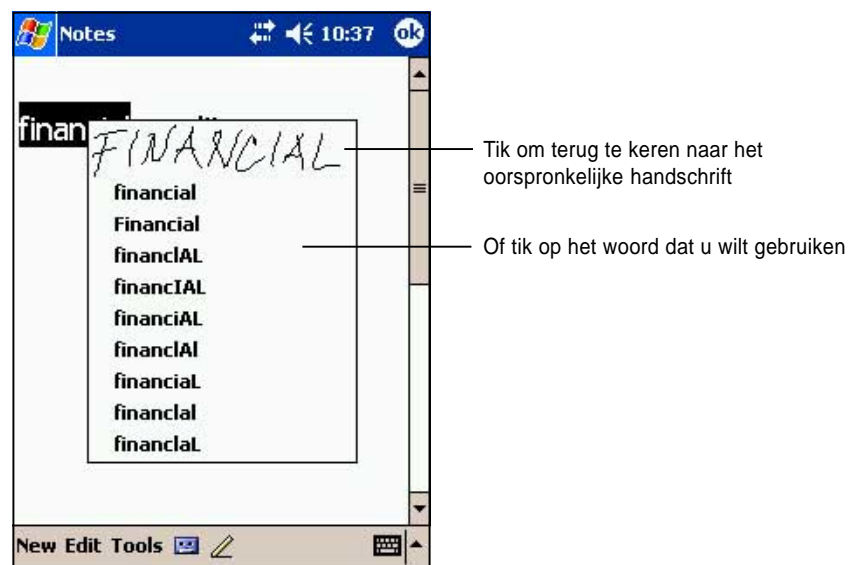 Notes 10:37 ok
finan
FINANCIAL
financial
Financial
financlAL
financIAL
financiAL
financlAl
financiaL
financlal
financlaL
New Edit Tools
Tik om terug te keren naar het
oorspronkelijke handschrift
Of tik op het woord dat u wilt gebruiken